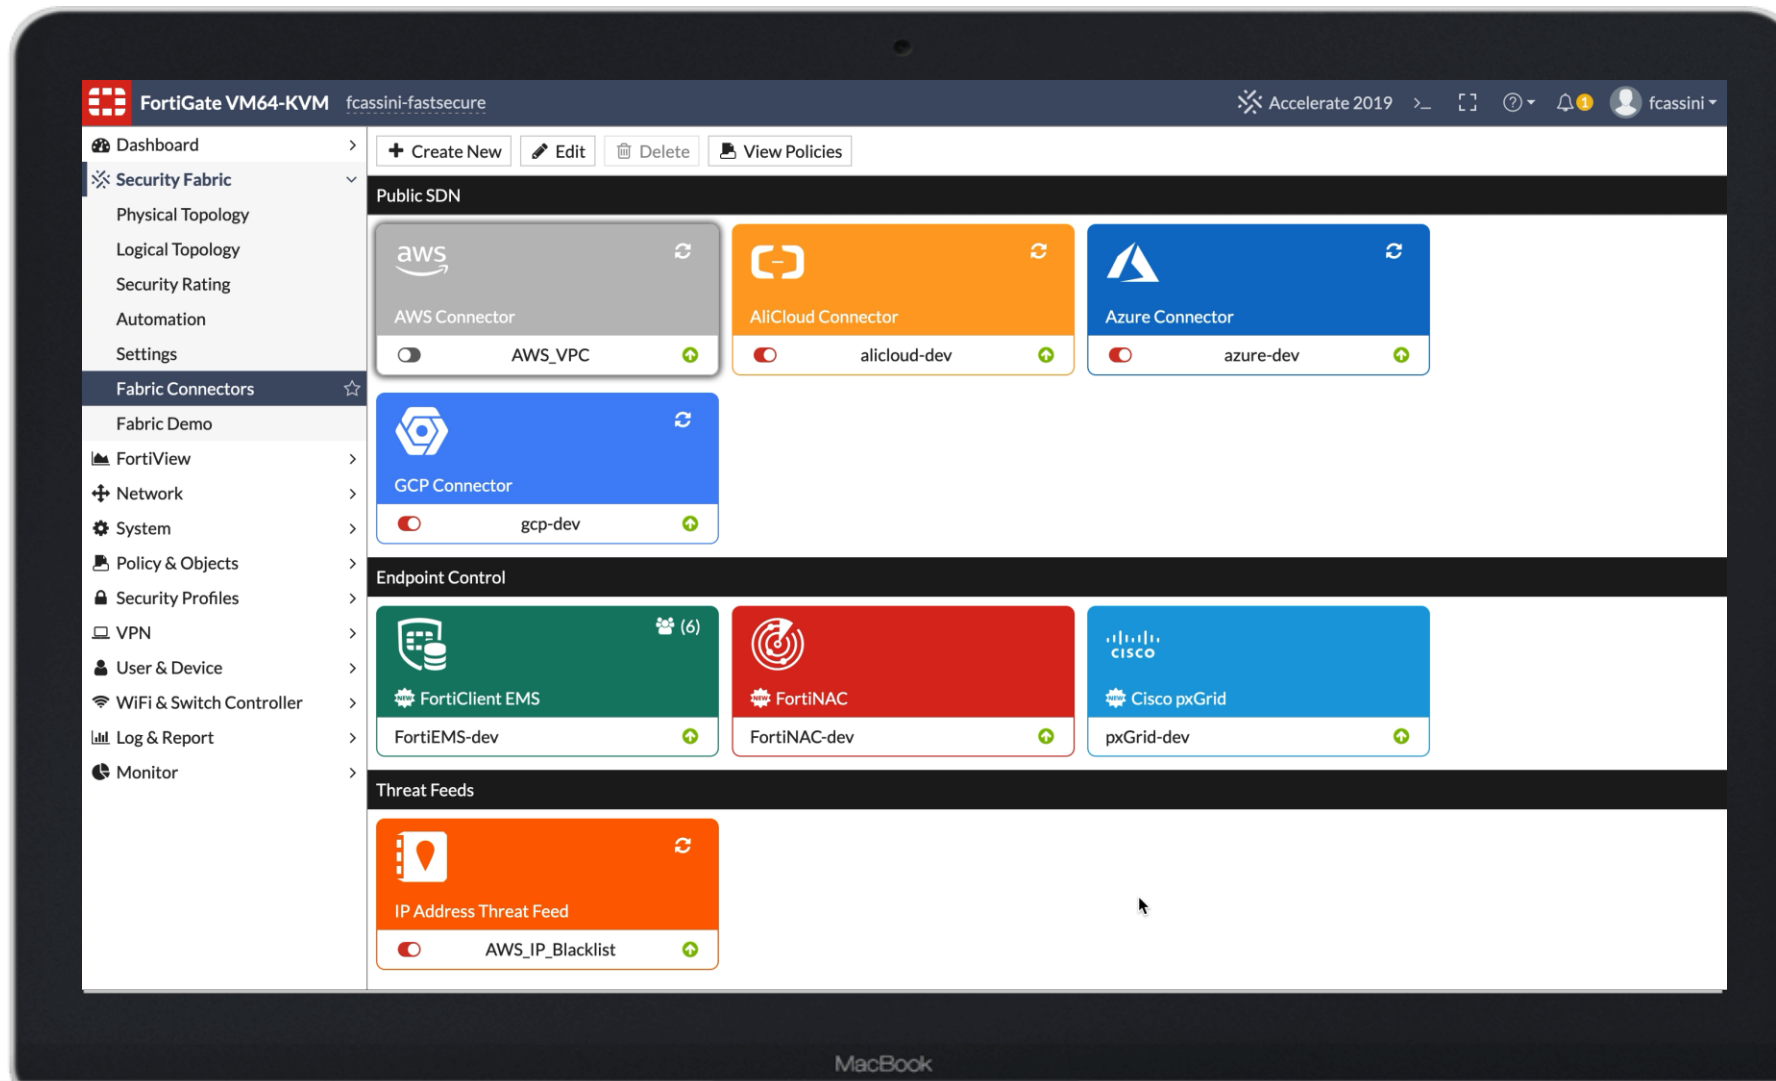 FortiGate VM64-KVM fcassini-fastsecure
Accelerate 2019 >_ 1 fcassini
Dashboard
Security Fabric
Physical Topology
Logical Topology
Security Rating
Automation
Settings
Fabric Connectors
Fabric Demo
FortiView
Network
System
Policy & Objects
Security Profiles
VPN
User & Device
WiFi & Switch Controller
Log & Report
Monitor
Create New Edit Delete View Policies
Public SDN
aws
AWS Connector
AWS_VPC
AliCloud Connector
alicloud-dev
Azure Connector
azure-dev
GCP Connector
gcp-dev
Endpoint Control
(6)
NEW FortiClient EMS
FortiEMS-dev
NEW FortiNAC
FortiNAC-dev
CISCO
NEW Cisco pxGrid
pxGrid-dev
Threat Feeds
IP Address Threat Feed
AWS_IP_Blacklist
MacBook